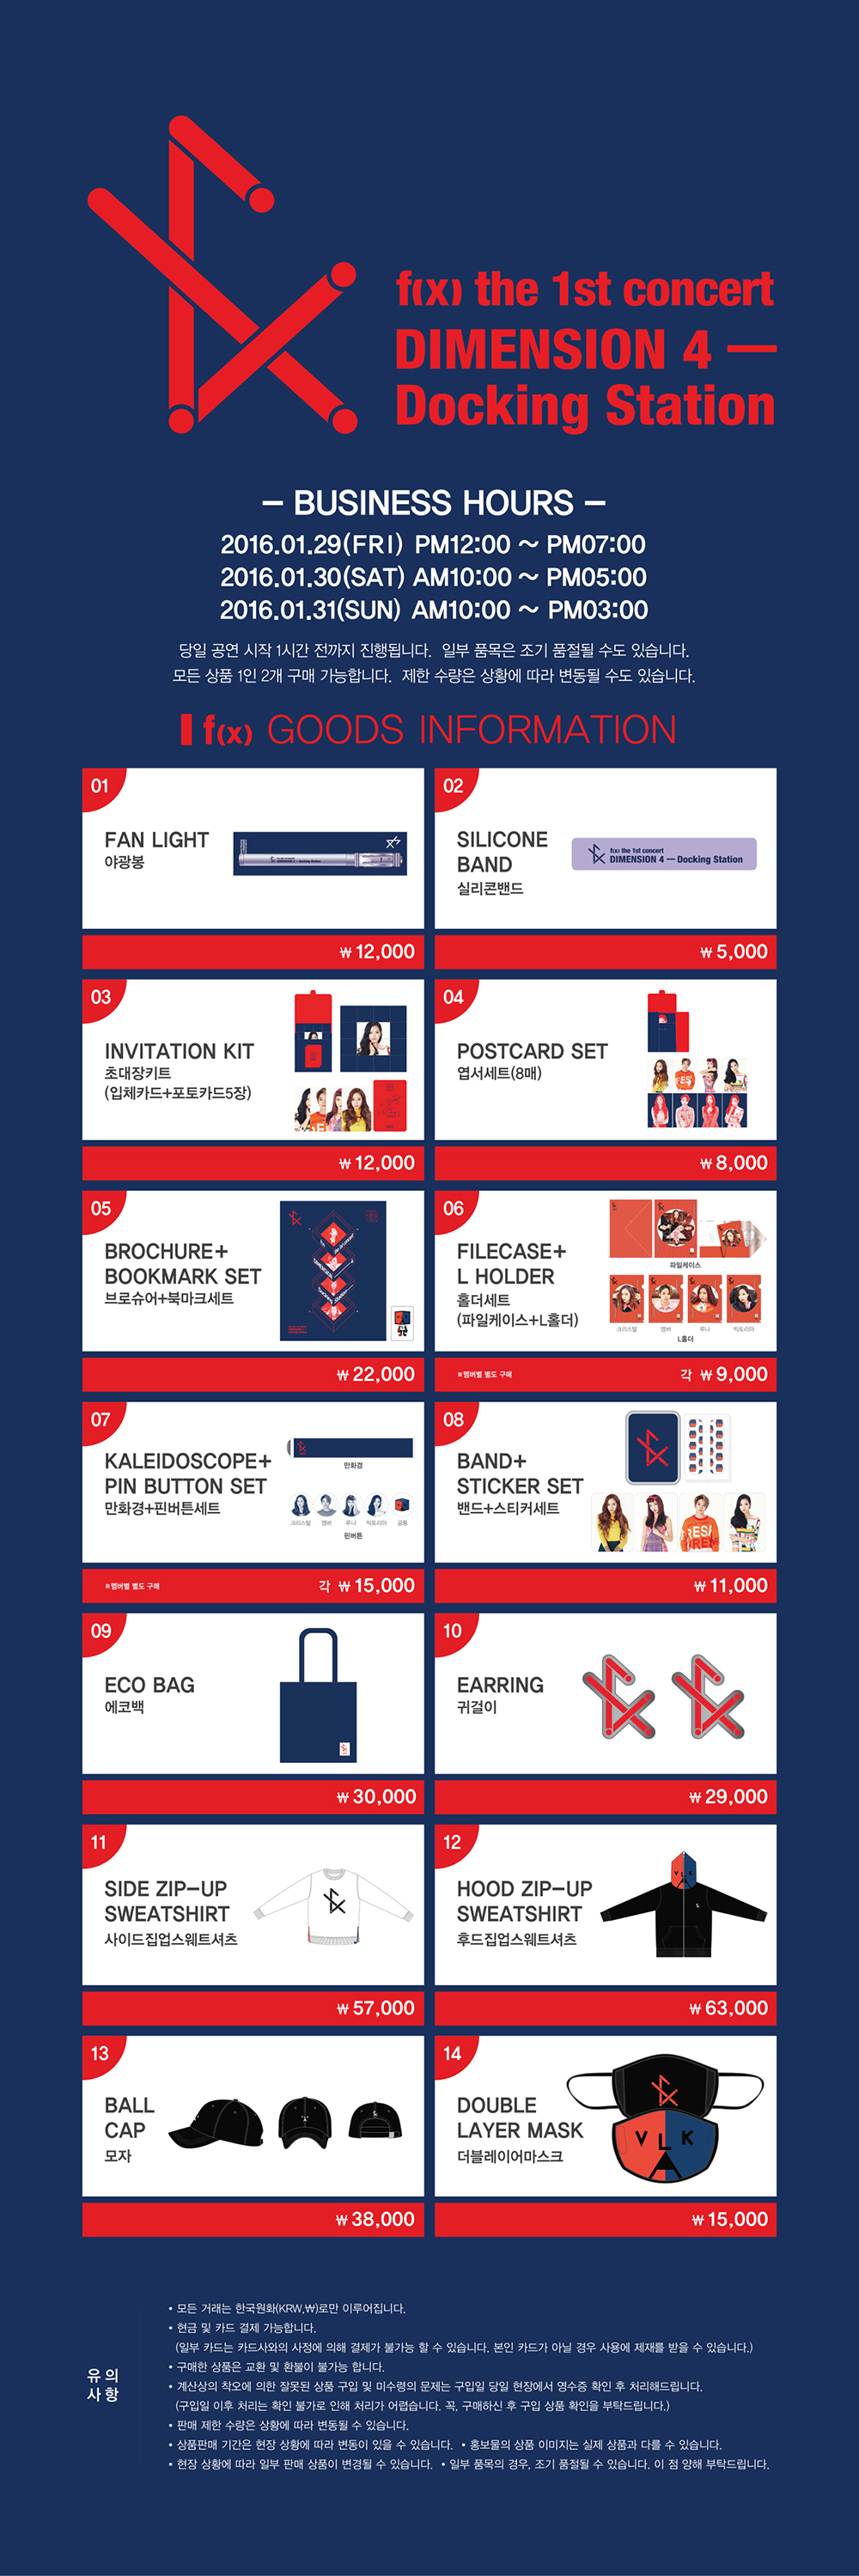 f(x) the 1st concert
DIMENSION 4 —
Docking Station
– BUSINESS HOURS –
2016.01.29(FRI) PM12:00 ~ PM07:00
2016.01.30(SAT) AM10:00 ~ PM05:00
2016.01.31(SUN) AM10:00 ~ PM03:00
당일 공연 시작 1시간 전까지 진행됩니다. 일부 품목은 조기 품절될 수도 있습니다.
모든 상품 1인 2개 구매 가능합니다. 제한 수량은 상황에 따라 변동될 수도 있습니다.
f(x) GOODS INFORMATION
01
FAN LIGHT
야광봉
₩ 12,000
02
SILICONE
BAND
실리콘밴드
f(x) the 1st concert
DIMENSION 4 — Docking Station
₩ 5,000
03
INVITATION KIT
초대장키트
(입체카드+포토카드5장)
₩ 12,000
04
POSTCARD SET
엽서세트(8매)
₩ 8,000
05
BROCHURE+
BOOKMARK SET
브로슈어+북마크세트
₩ 22,000
06
FILECASE+
L HOLDER
홀더세트
(파일케이스+L홀더)
파일케이스
크리스탈 엠버 루나 빅토리아
L홀더
※멤버별 별도 구매 각 ₩ 9,000
07
KALEIDOSCOPE+
PIN BUTTON SET
만화경+핀버튼세트
만화경
크리스탈 엠버 루나 빅토리아 공통
핀버튼
※멤버별 별도 구매 각 ₩ 15,000
08
BAND+
STICKER SET
밴드+스티커세트
₩ 11,000
09
ECO BAG
에코백
₩ 30,000
10
EARRING
귀걸이
₩ 29,000
11
SIDE ZIP-UP
SWEATSHIRT
사이드집업스웨트셔츠
₩ 57,000
12
HOOD ZIP-UP
SWEATSHIRT
후드집업스웨트셔츠
V L K
₩ 63,000
13
BALL
CAP
모자
₩ 38,000
14
DOUBLE
LAYER MASK
더블레이어마스크
V L K
A
₩ 15,000
유의
사항
• 모든 거래는 한국원화(KRW,₩)로만 이루어집니다.
• 현금 및 카드 결제 가능합니다.
(일부 카드는 카드사와의 사정에 의해 결제가 불가능 할 수 있습니다. 본인 카드가 아닐 경우 사용에 제재를 받을 수 있습니다.)
• 구매한 상품은 교환 및 환불이 불가능 합니다.
• 계산상의 착오에 의한 잘못된 상품 구입 및 미수령의 문제는 구입일 당일 현장에서 영수증 확인 후 처리해드립니다.
(구입일 이후 처리는 확인 불가로 인해 처리가 어렵습니다. 꼭, 구매하신 후 구입 상품 확인을 부탁드립니다.)
• 판매 제한 수량은 상황에 따라 변동될 수 있습니다.
• 상품판매 기간은 현장 상황에 따라 변동이 있을 수 있습니다. • 홍보물의 상품 이미지는 실제 상품과 다를 수 있습니다.
• 현장 상황에 따라 일부 판매 상품이 변경될 수 있습니다. • 일부 품목의 경우, 조기 품절될 수 있습니다. 이 점 양해 부탁드립니다.